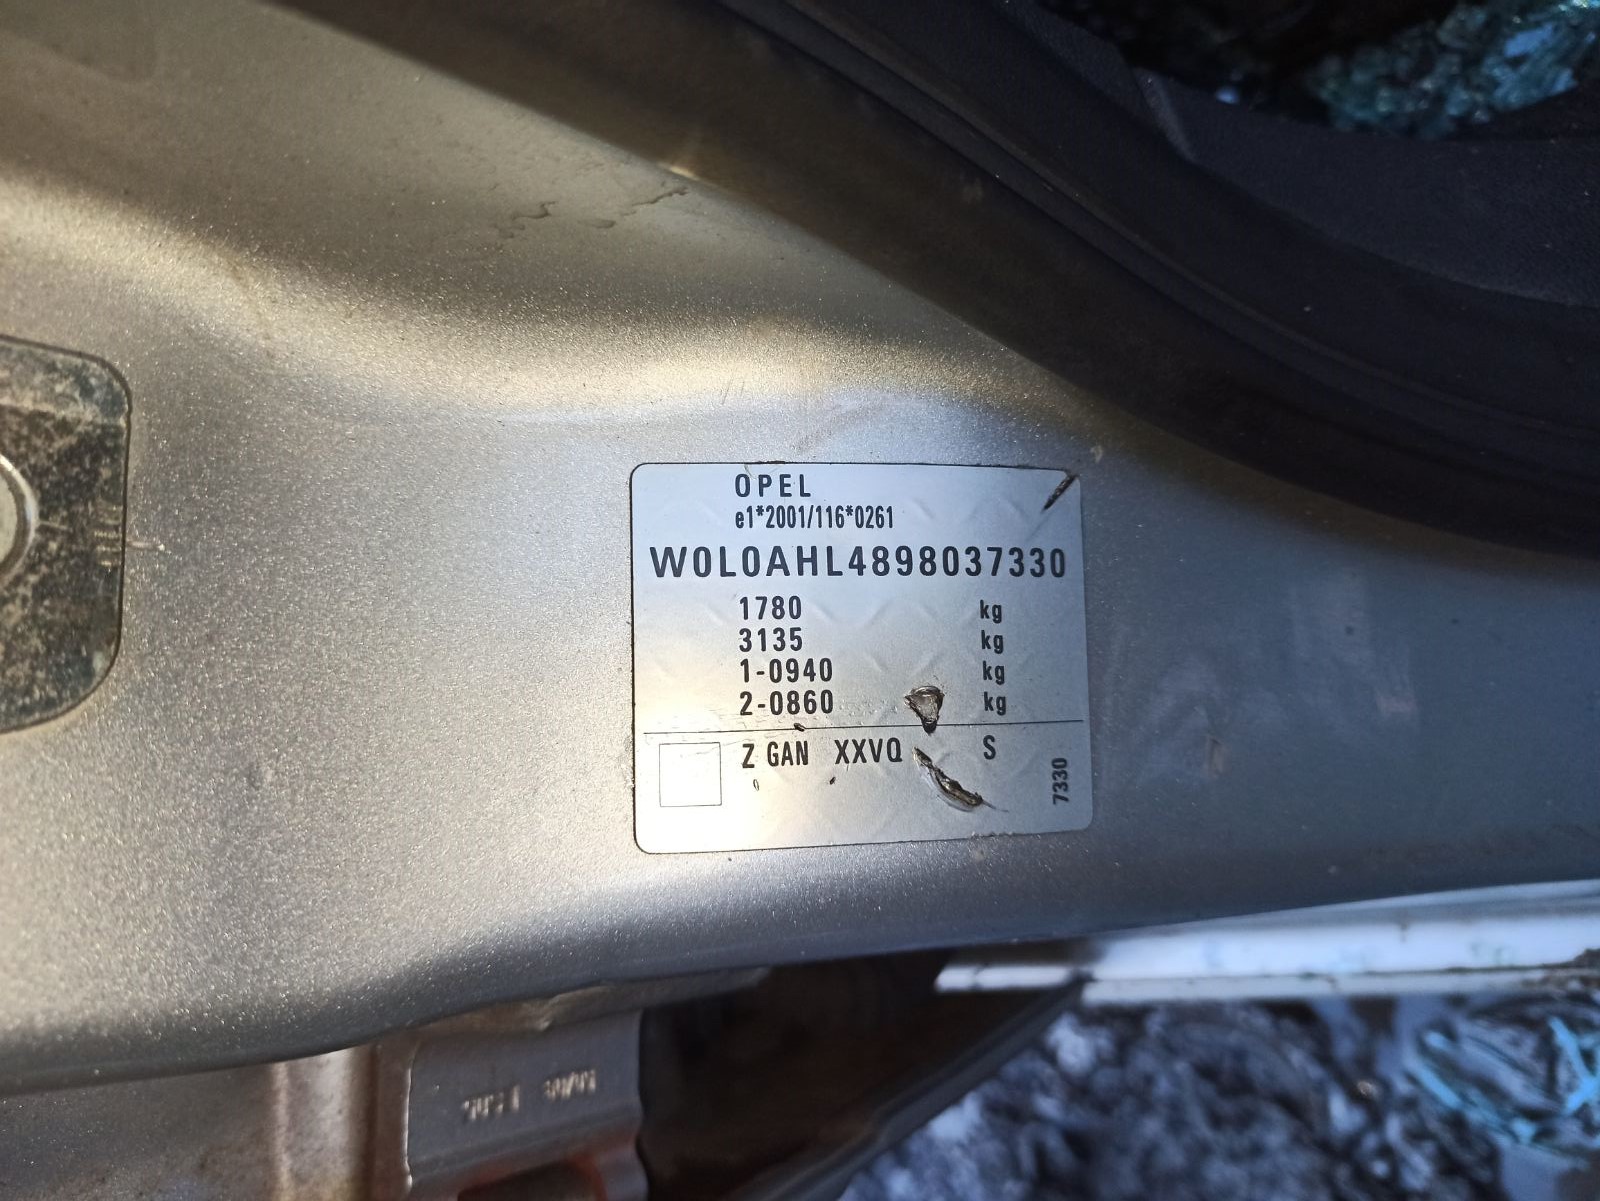 OPEL
e1*2001/116*0261
W0L0AHL4898037330
1780 kg
3135 kg
1-0940 kg
2-0860 kg
Z GAN XXVQ S
7330